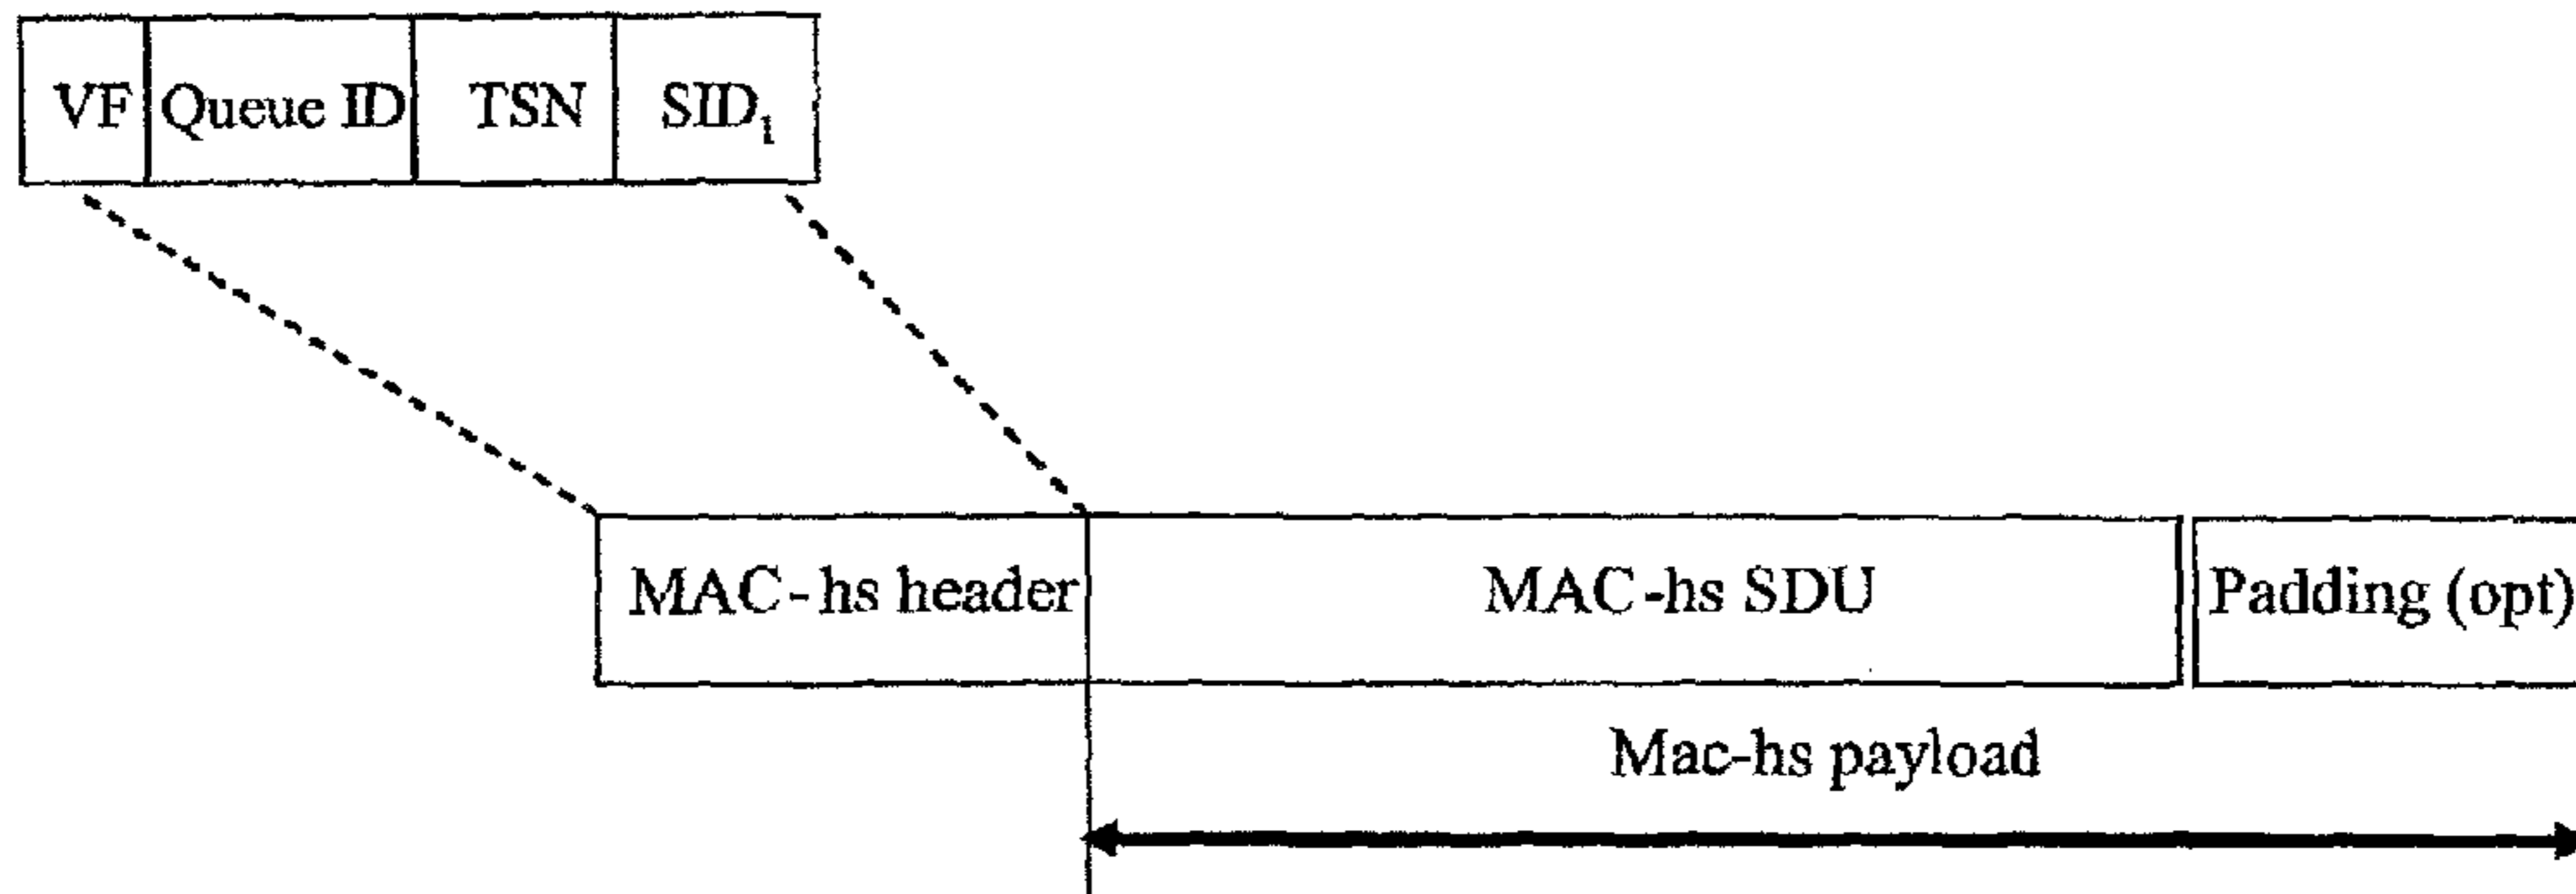 VF Queue ID TSN SID₁
MAC-hs header MAC-hs SDU Padding (opt)
Mac-hs payload